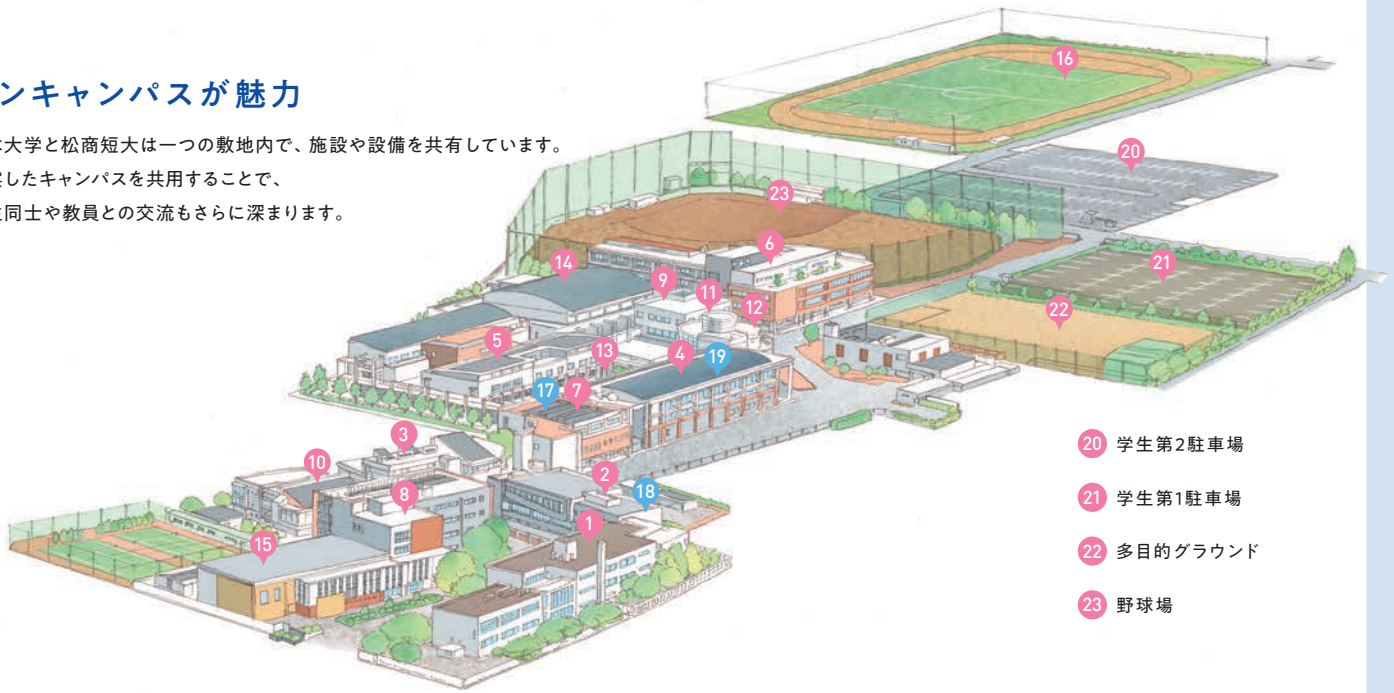 ンキャンパスが魅力
大学と松商短大は一つの敷地内で、施設や設備を共有しています。
したキャンパスを共用することで、
同士や教員との交流もさらに深まります。
16
20
23
6
14
21
9
11
12
22
5
13
4
19
17
7
3
10
2
8
18
1
15
20 学生第2駐車場
21 学生第1駐車場
22 多目的グラウンド
23 野球場